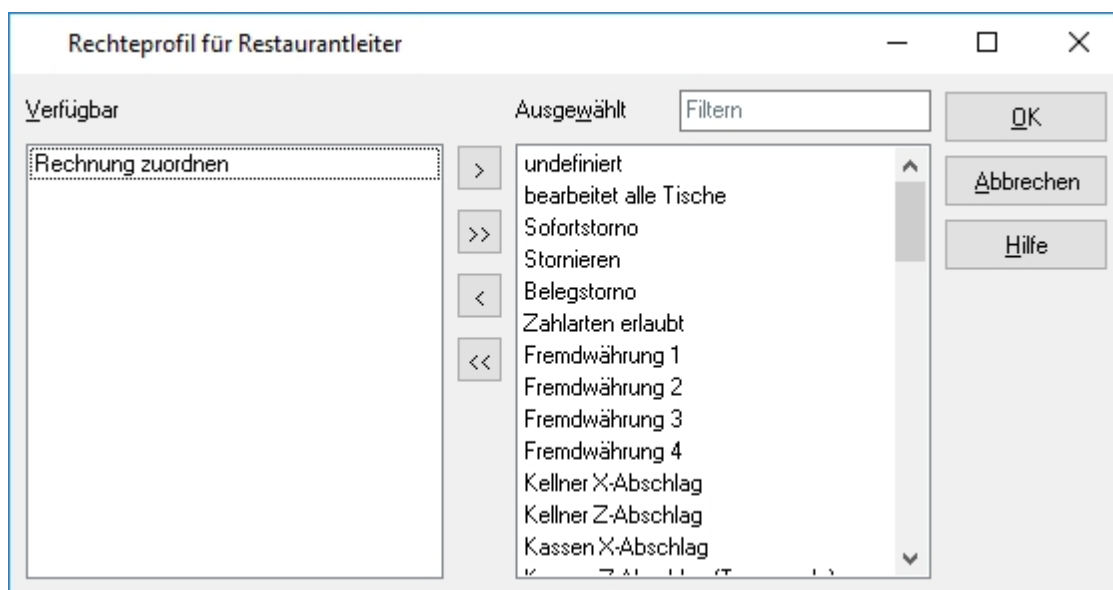 Rechteprofil für Restaurantleiter
Verfügbar
Ausgewählt
Filtern
OK
Abbrechen
Hilfe
Rechnung zuordnen
>
>>
<
<<
undefiniert
bearbeitet alle Tische
Sofortstorno
Stornieren
Belegstorno
Zahlarten erlaubt
Fremdwährung 1
Fremdwährung 2
Fremdwährung 3
Fremdwährung 4
Kellner X-Abschlag
Kellner Z-Abschlag
Kassen X-Abschlag